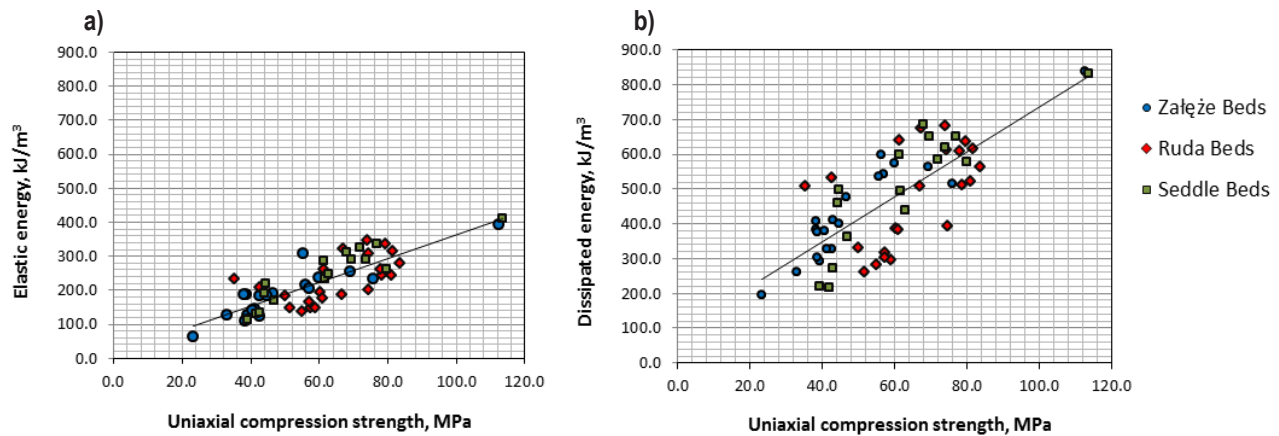 a)
900.0
800.0
700.0
600.0
500.0
400.0
300.0
200.0
100.0
0.0
0.0 20.0 40.0 60.0 80.0 100.0 120.0
Elastic energy, kJ/m³
Uniaxial compression strength, MPa
b)
900.0
800.0
700.0
600.0
500.0
400.0
300.0
200.0
100.0
0.0
0.0 20.0 40.0 60.0 80.0 100.0 120.0
Dissipated energy, kJ/m³
Uniaxial compression strength, MPa
Załęże Beds
Ruda Beds
Seddle Beds